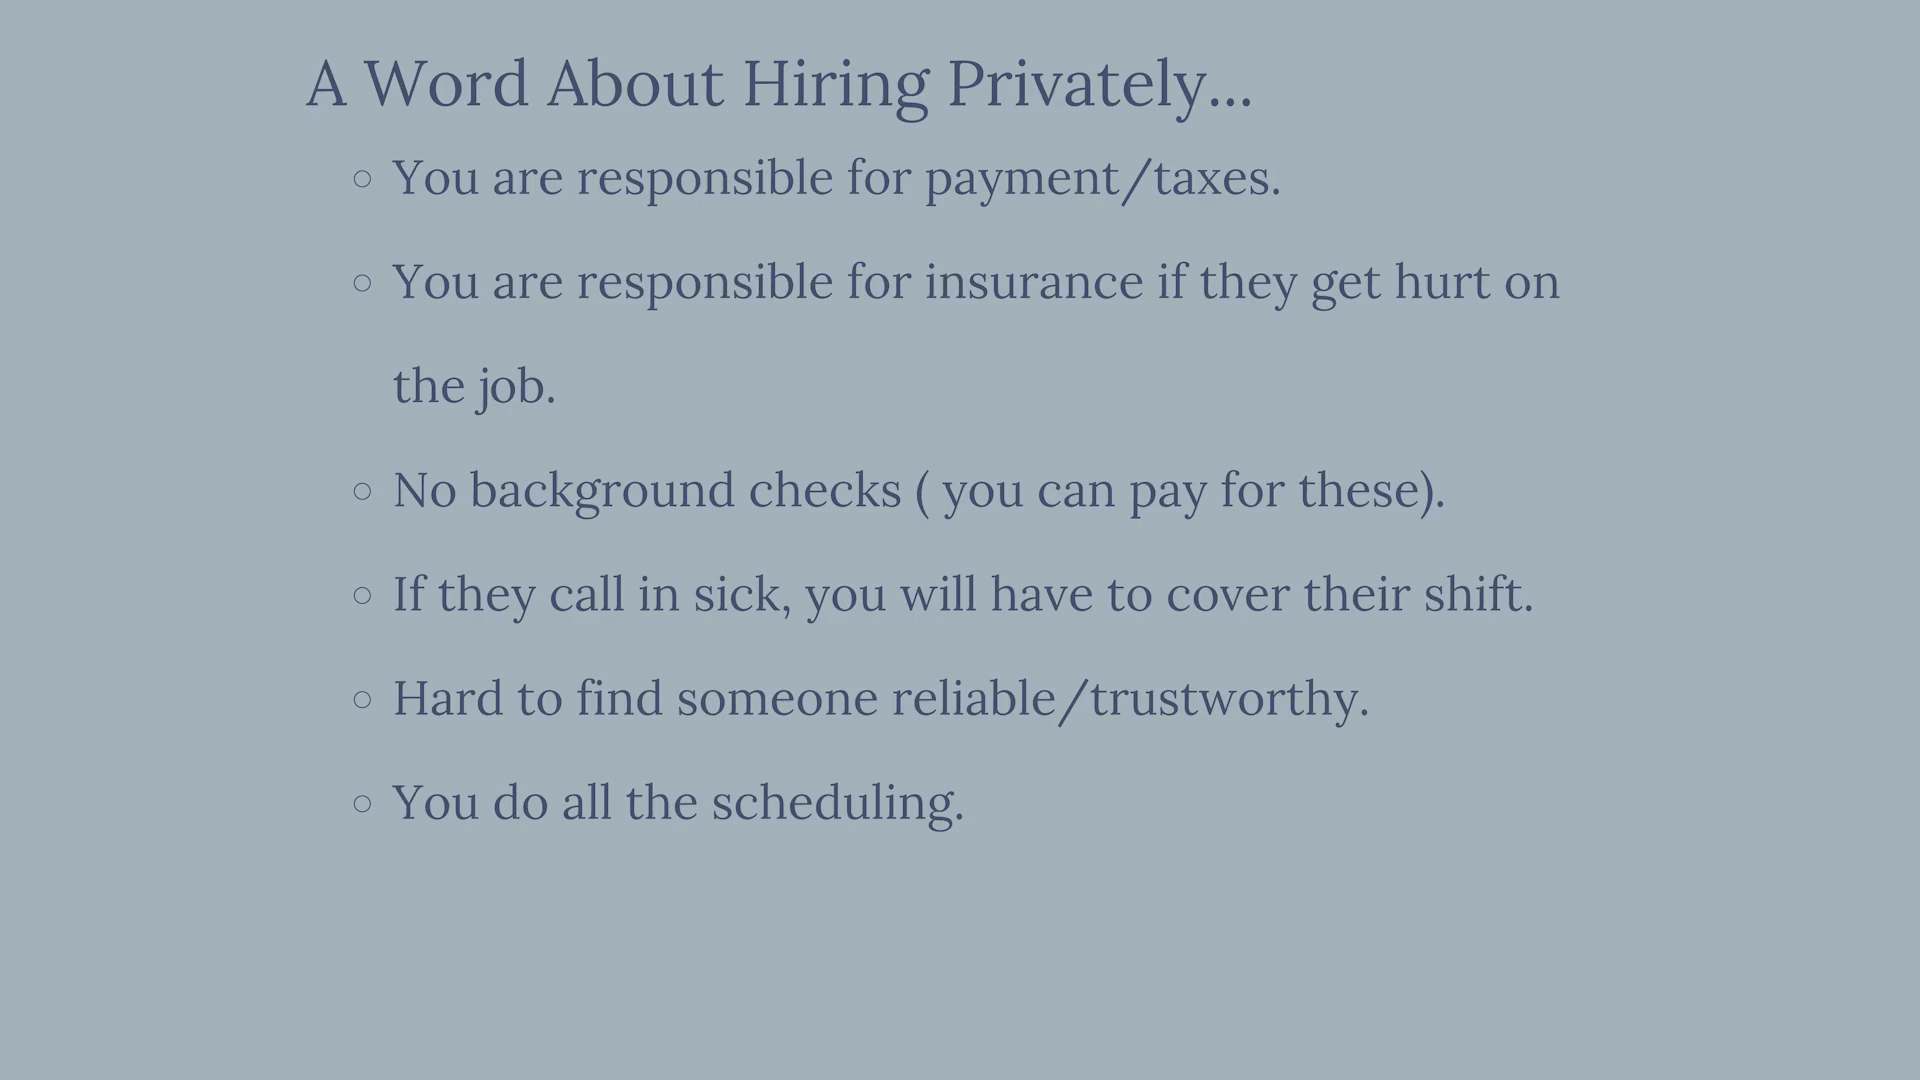 A Word About Hiring Privately...
○ You are responsible for payment/taxes.
○ You are responsible for insurance if they get hurt on
the job.
○ No background checks ( you can pay for these).
○ If they call in sick, you will have to cover their shift.
○ Hard to find someone reliable/trustworthy.
○ You do all the scheduling.